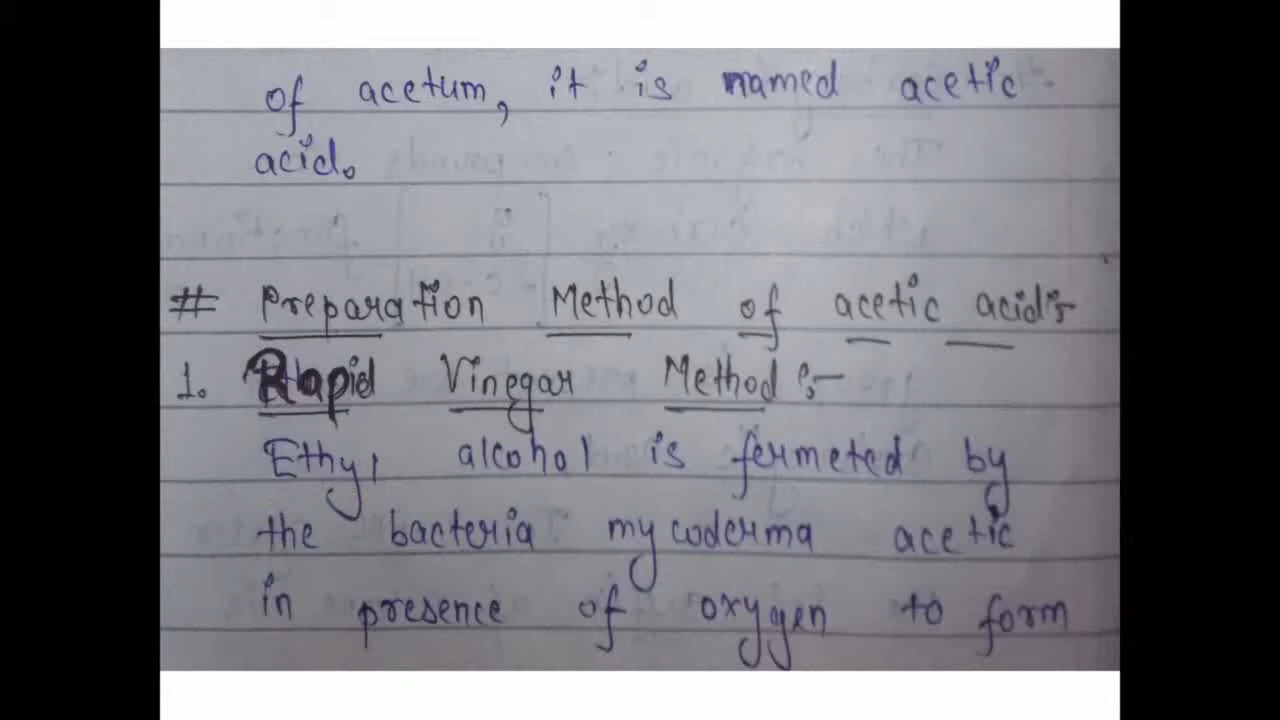 of acetum, it is named acetic
acid.
# Preparation Method of acetic acid:-
1. Rapid Vinegar Method :-
Ethyl alcohol is fermeted by
the bacteria mycoderma acetic
in presence of oxygen to form